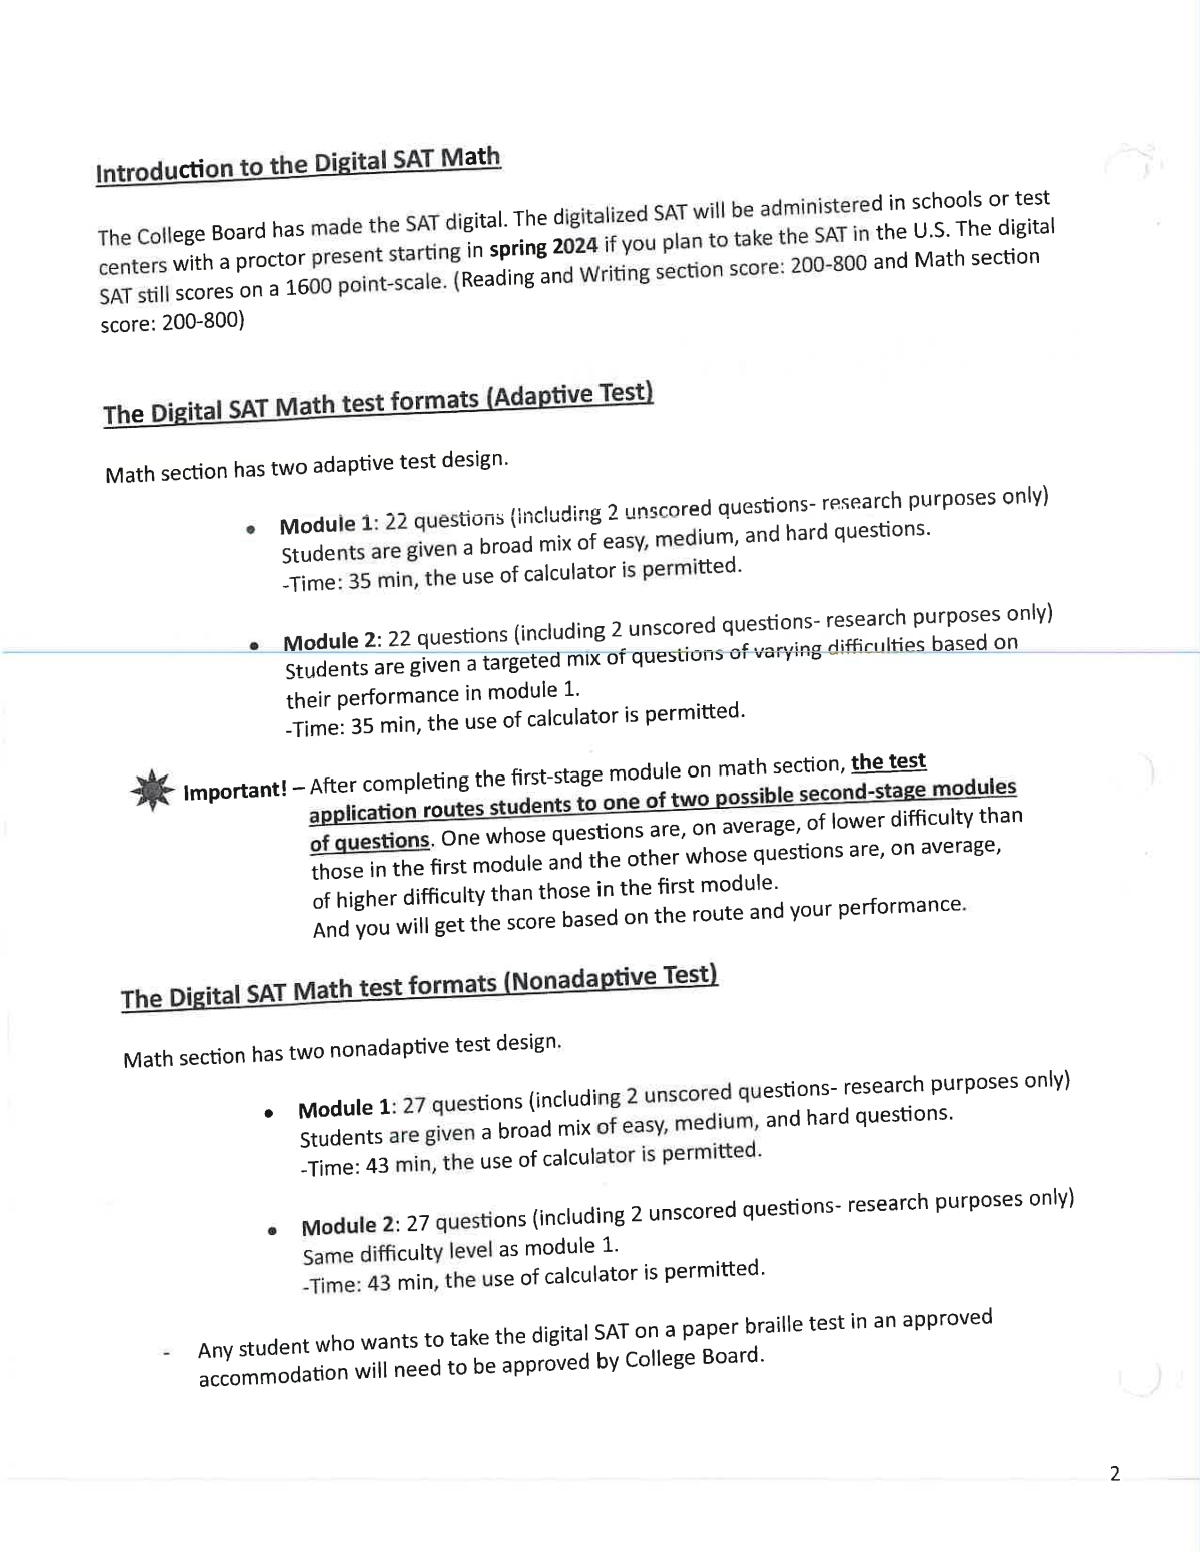 Introduction to the Digital SAT Math
The College Board has made the SAT digital. The digitalized SAT will be administered in schools or test
centers with a proctor present starting in spring 2024 if you plan to take the SAT in the U.S. The digital
SAT still scores on a 1600 point-scale. (Reading and Writing section score: 200-800 and Math section
score: 200-800)
The Digital SAT Math test formats (Adaptive Test)
Math section has two adaptive test design.
• Module 1: 22 questions (including 2 unscored questions- research purposes only)
Students are given a broad mix of easy, medium, and hard questions.
-Time: 35 min, the use of calculator is permitted.
• Module 2: 22 questions (including 2 unscored questions- research purposes only)
Students are given a targeted mix of questions of varying difficulties based on
their performance in module 1.
-Time: 35 min, the use of calculator is permitted.
Important! – After completing the first-stage module on math section, the test
application routes students to one of two possible second-stage modules
of questions. One whose questions are, on average, of lower difficulty than
those in the first module and the other whose questions are, on average,
of higher difficulty than those in the first module.
And you will get the score based on the route and your performance.
The Digital SAT Math test formats (Nonadaptive Test)
Math section has two nonadaptive test design.
• Module 1: 27 questions (including 2 unscored questions- research purposes only)
Students are given a broad mix of easy, medium, and hard questions.
-Time: 43 min, the use of calculator is permitted.
• Module 2: 27 questions (including 2 unscored questions- research purposes only)
Same difficulty level as module 1.
-Time: 43 min, the use of calculator is permitted.
- Any student who wants to take the digital SAT on a paper braille test in an approved
accommodation will need to be approved by College Board.
2